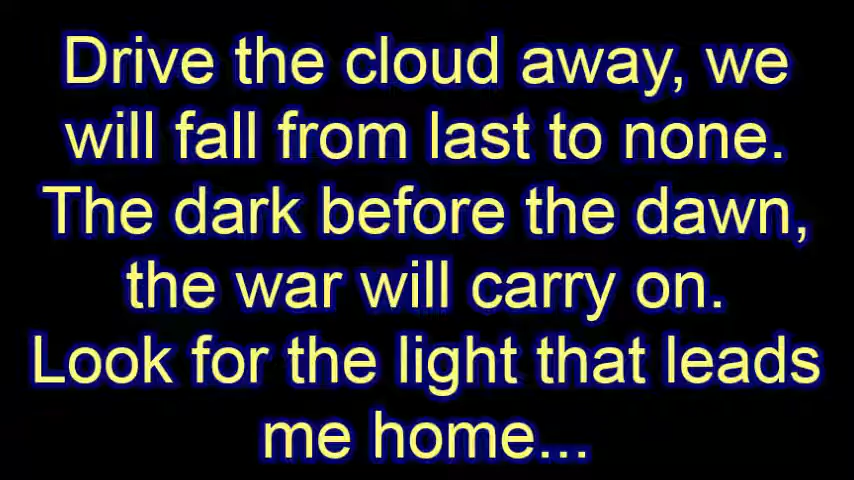 Drive the cloud away, we
will fall from last to none.
The dark before the dawn,
the war will carry on.
Look for the light that leads
me home...